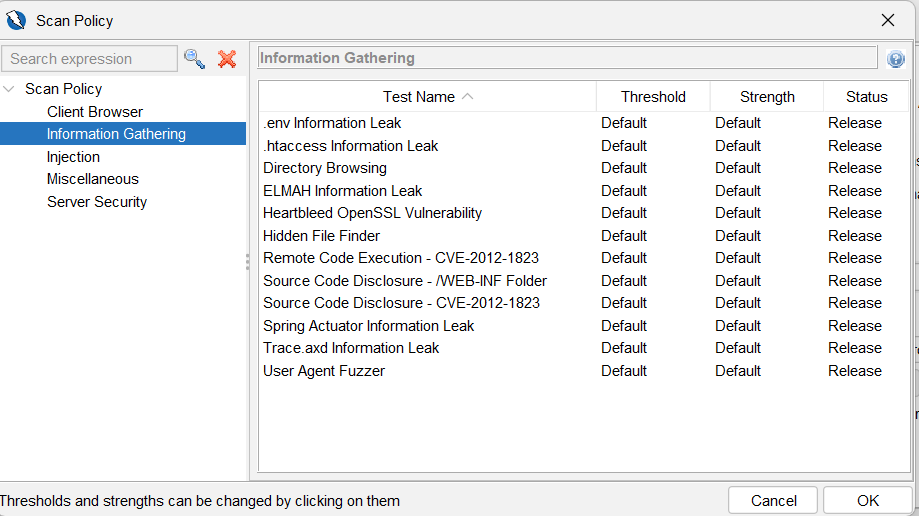 Scan Policy
Search expression
Scan Policy
Client Browser
Information Gathering
Injection
Miscellaneous
Server Security
Information Gathering
Test Name Threshold Strength Status
.env Information Leak Default Default Release
.htaccess Information Leak Default Default Release
Directory Browsing Default Default Release
ELMAH Information Leak Default Default Release
Heartbleed OpenSSL Vulnerability Default Default Release
Hidden File Finder Default Default Release
Remote Code Execution - CVE-2012-1823 Default Default Release
Source Code Disclosure - /WEB-INF Folder Default Default Release
Source Code Disclosure - CVE-2012-1823 Default Default Release
Spring Actuator Information Leak Default Default Release
Trace.axd Information Leak Default Default Release
User Agent Fuzzer Default Default Release
Thresholds and strengths can be changed by clicking on them
Cancel OK